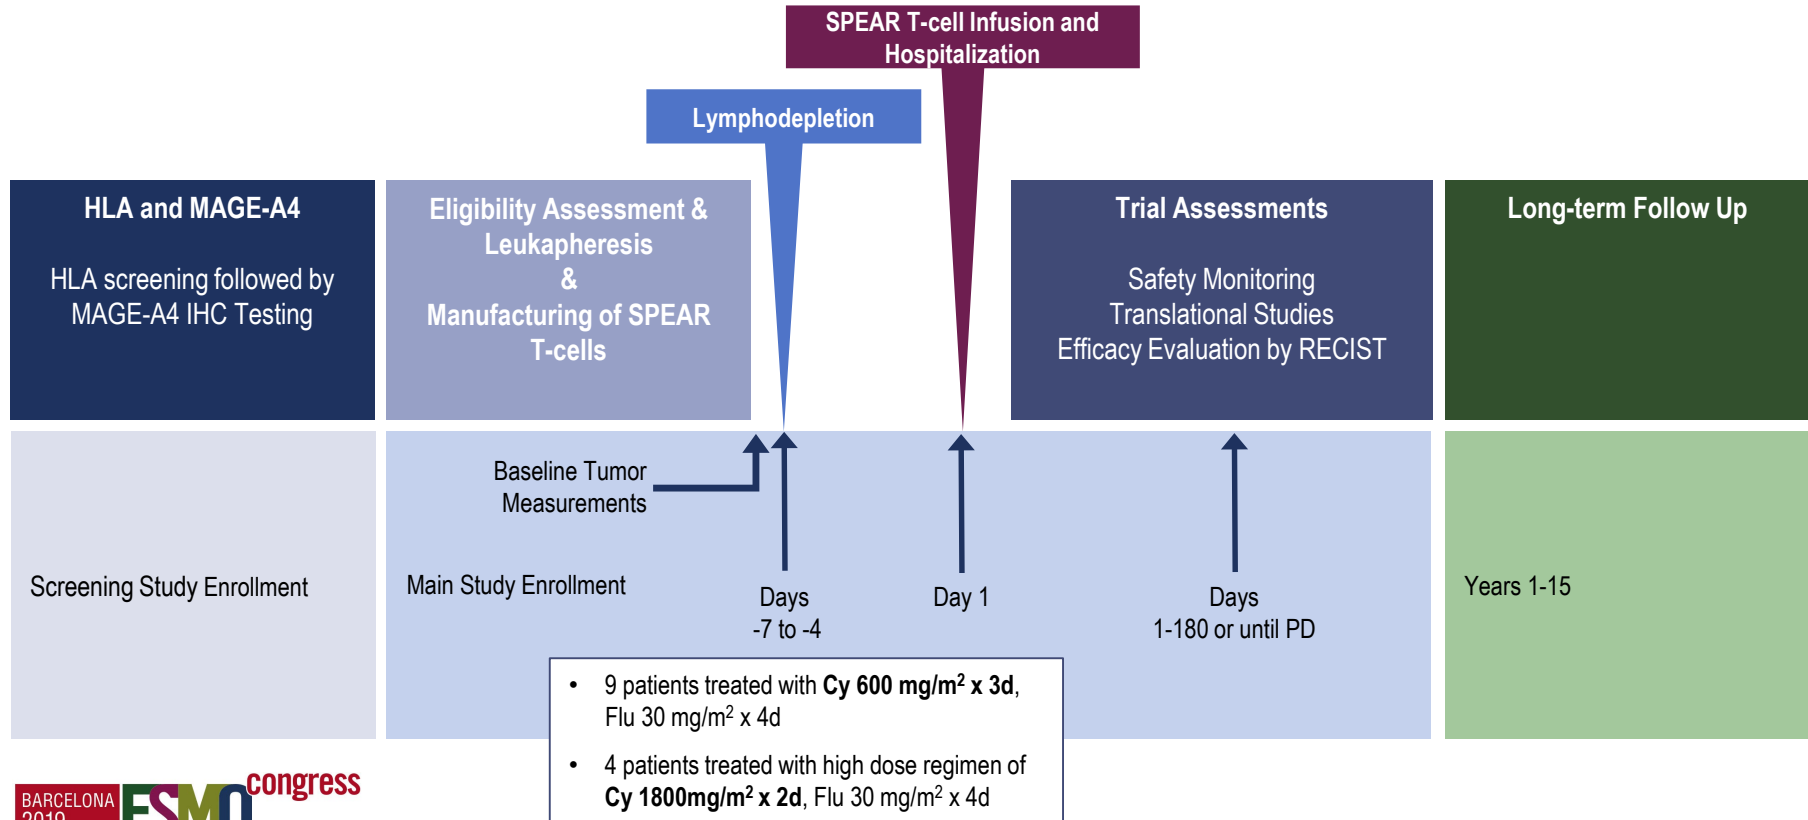 SPEAR T-cell Infusion and
Hospitalization
Lymphodepletion
HLA and MAGE-A4
HLA screening followed by
MAGE-A4 IHC Testing
Eligibility Assessment &
Leukapheresis
&
Manufacturing of SPEAR
T-cells
Trial Assessments
Safety Monitoring
Translational Studies
Efficacy Evaluation by RECIST
Long-term Follow Up
Baseline Tumor
Measurements
Screening Study Enrollment
Main Study Enrollment
Days
-7 to -4
Day 1
Days
1-180 or until PD
Years 1-15
• 9 patients treated with Cy 600 mg/m² x 3d,
Flu 30 mg/m² x 4d
• 4 patients treated with high dose regimen of
Cy 1800mg/m² x 2d, Flu 30 mg/m² x 4d
BARCELONA
2019
ESMO congress